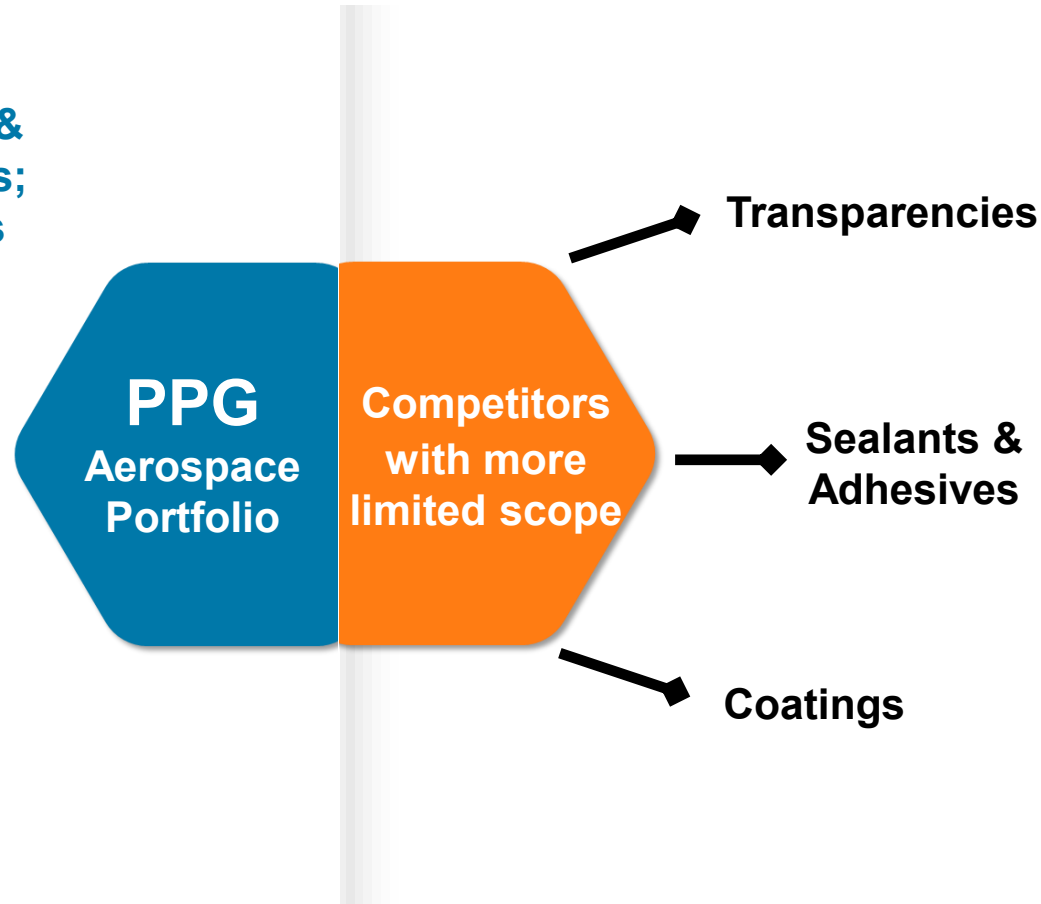 &
s;
s
PPG
Aerospace
Portfolio
Competitors
with more
limited scope
Transparencies
Sealants &
Adhesives
Coatings